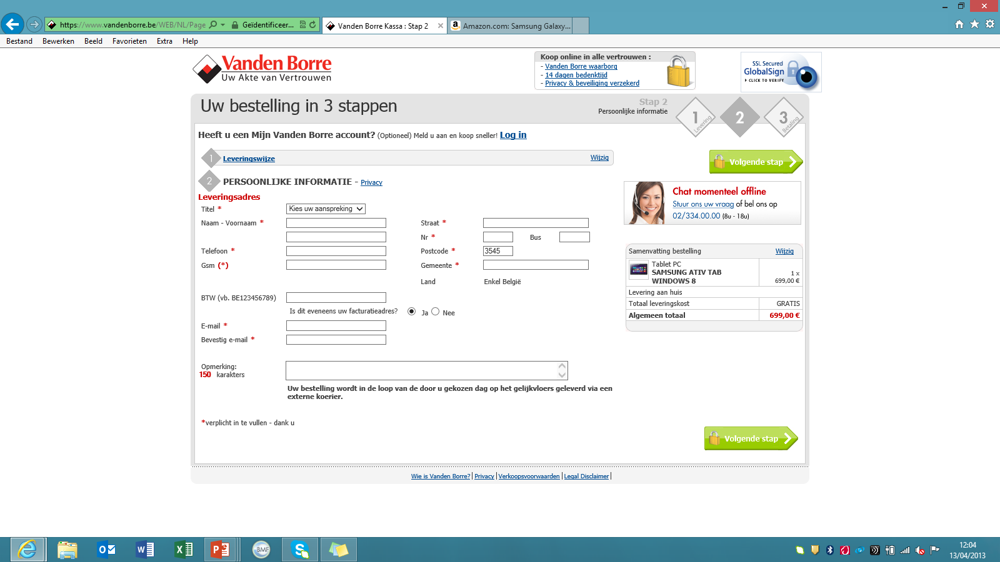 https://www.vandenborre.be/WEB/NL/Page
Geïdentificeer...
Vanden Borre Kassa : Stap 2
Amazon.com: Samsung Galaxy...
Bestand Bewerken Beeld Favorieten Extra Help
Vanden Borre
Uw Akte van Vertrouwen
Koop online in alle vertrouwen :
- Vanden Borre waarborg
- 14 dagen bedenktijd
- Privacy & beveiliging verzekerd
SSL Secured
GlobalSign
CLICK TO VERIFY
Uw bestelling in 3 stappen
Stap 2
Persoonlijke informatie
1 Levering
2
3 Betaling
Heeft u een Mijn Vanden Borre account? (Optioneel) Meld u aan en koop sneller! Log in
1 Leveringswijze Wijzig
Volgende stap
2 PERSOONLIJKE INFORMATIE - Privacy
Leveringsadres
Titel * Kies uw aanspreking
Naam - Voornaam * Straat *
Nr * Bus
Telefoon * Postcode * 3545
Gsm (*) Gemeente *
Land Enkel België
BTW (vb. BE123456789)
Is dit eveneens uw facturatieadres? Ja Nee
E-mail *
Bevestig e-mail *
Opmerking:
150 karakters
Uw bestelling wordt in de loop van de door u gekozen dag op het gelijkvloers geleverd via een
externe koerier.
*verplicht in te vullen - dank u
Chat momenteel offline
Stuur ons uw vraag of bel ons op
02/334.00.00 (8u - 18u)
Samenvatting bestelling Wijzig
Tablet PC
SAMSUNG ATIV TAB
WINDOWS 8
1 x
699,00 €
Levering aan huis
Totaal leveringskost GRATIS
Algemeen totaal 699,00 €
Volgende stap
Wie is Vanden Borre? | Privacy | Verkoopsvoorwaarden | Legal Disclaimer |
BMF
12:04
13/04/2013